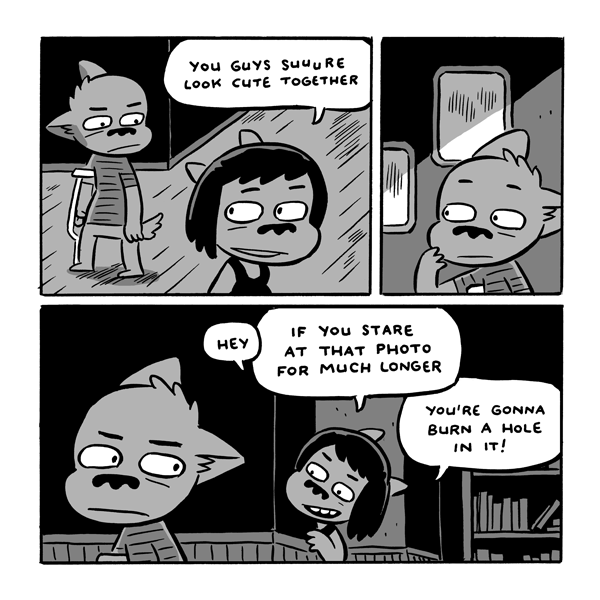 YOU GUYS SUUURE
LOOK CUTE TOGETHER
HEY
IF YOU STARE
AT THAT PHOTO
FOR MUCH LONGER
YOU'RE GONNA
BURN A HOLE
IN IT!